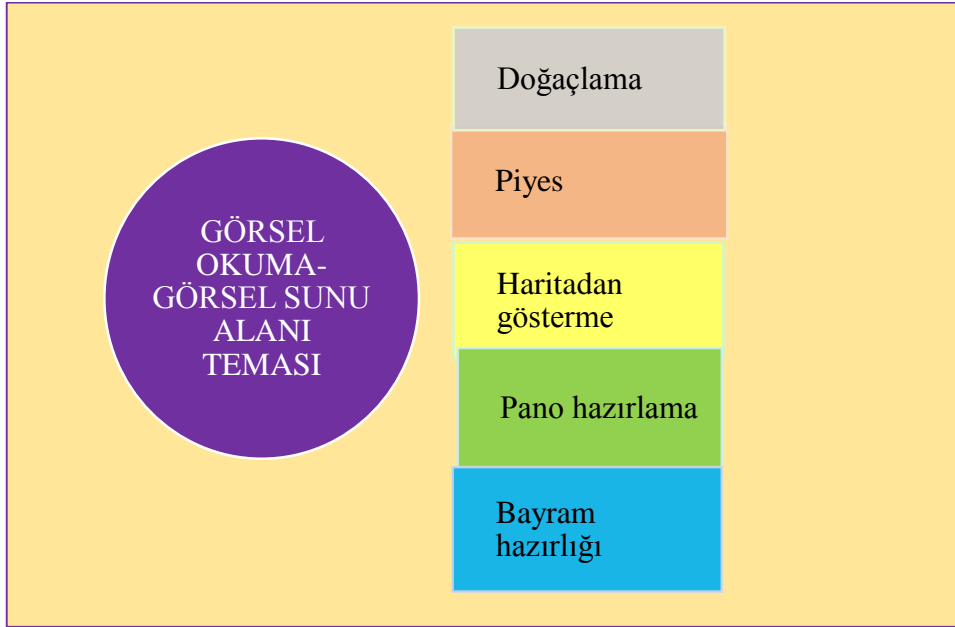 GÖRSEL
OKUMA-
GÖRSEL SUNU
ALANI
TEMASI
Doğaçlama
Piyes
Haritadan
gösterme
Pano hazırlama
Bayram
hazırlığı